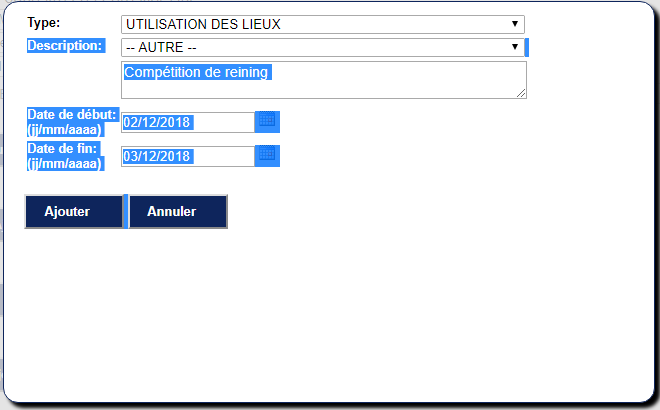 Type: UTILISATION DES LIEUX
Description: -- AUTRE --
Compétition de reining
Date de début:
(jj/mm/aaaa) 02/12/2018
Date de fin:
(jj/mm/aaaa) 03/12/2018
Ajouter Annuler